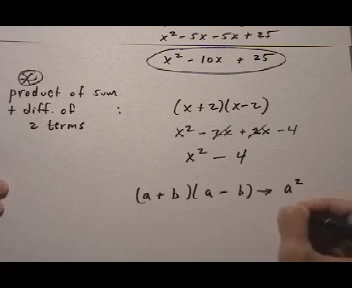 x² - 5x - 5x + 25
x² - 10x + 25
product of sum
+ diff. of
2 terms :
(x+2)(x-2)
x² - 2x + 2x - 4
x² - 4
(a + b)(a - b) → a²